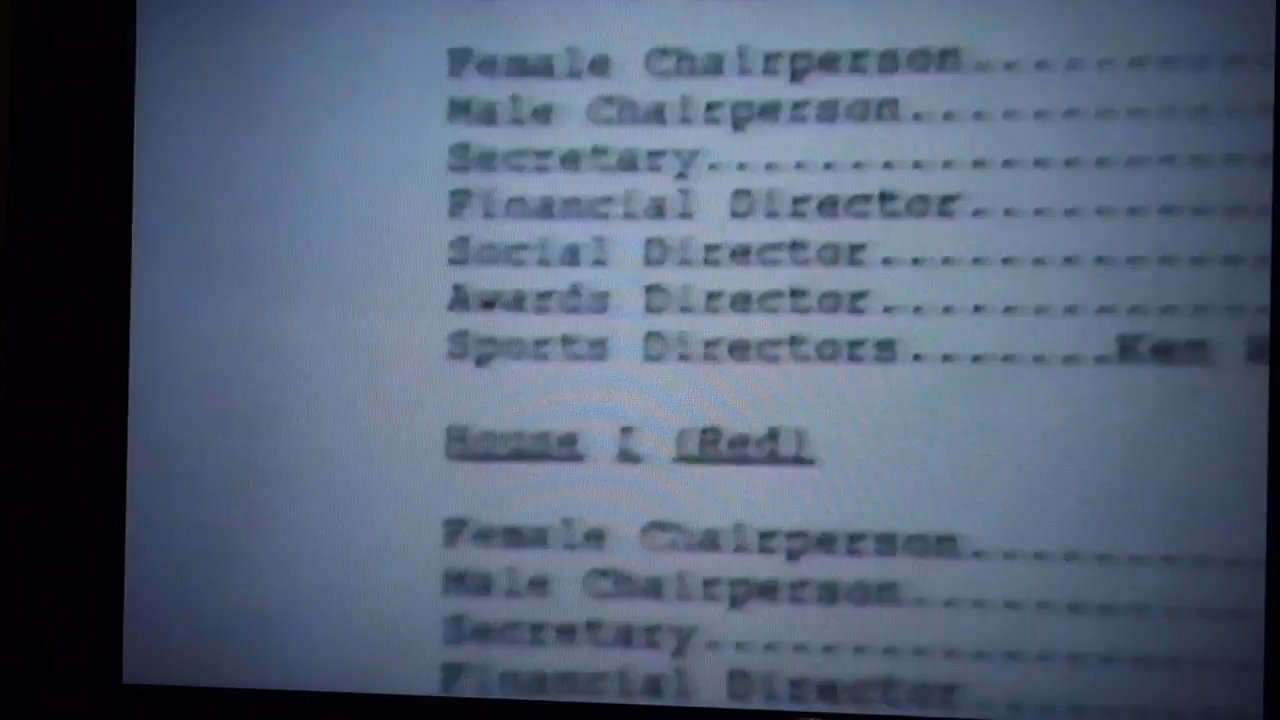 Female Chairperson..........
Male Chairperson............
Secretary..................
Financial Director..........
Social Director.............
Awards Director.............
Sports Directors.......Ken
House 1 (Red)
Female Chairperson..........
Male Chairperson............
Secretary..................
Financial Director..........